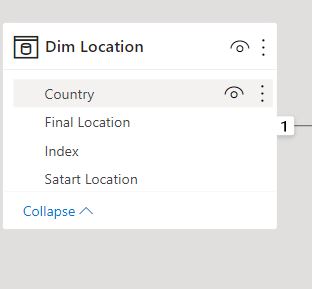 Dim Location
Country
1
Final Location
Index
Satart Location
Collapse